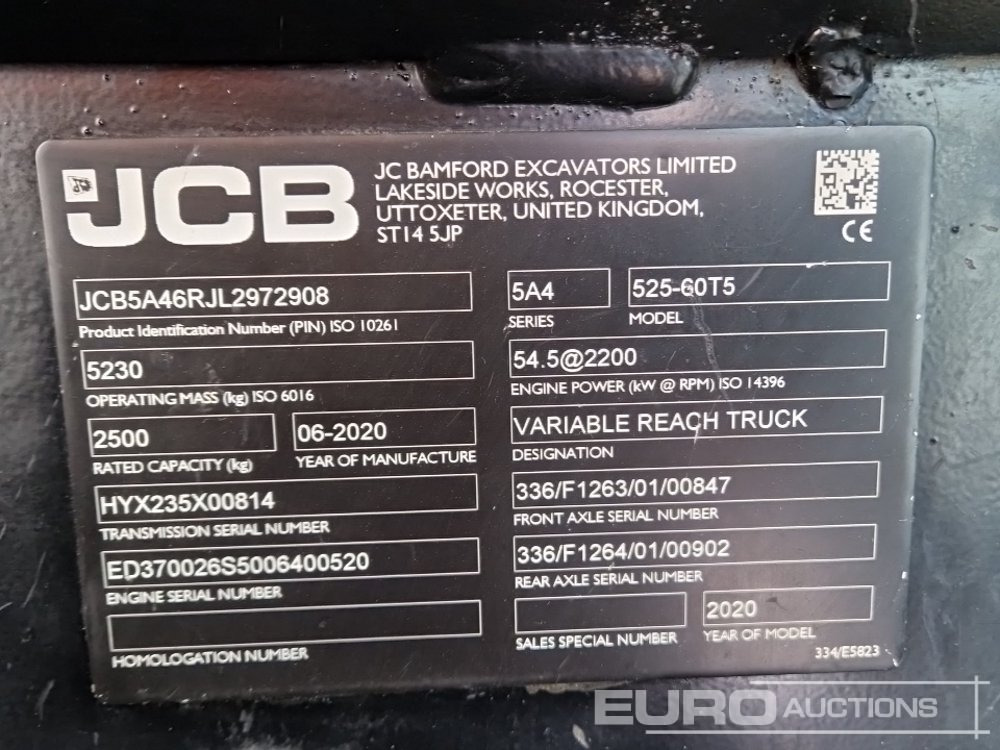 JCB
JC BAMFORD EXCAVATORS LIMITED
LAKESIDE WORKS, ROCESTER,
UTTOXETER, UNITED KINGDOM,
ST14 5JP
CE
JCB5A46RJL2972908
Product Identification Number (PIN) ISO 10261
5A4
SERIES
525-60T5
MODEL
5230
OPERATING MASS (kg) ISO 6016
54.5@2200
ENGINE POWER (kW @ RPM) ISO 14396
2500
RATED CAPACITY (kg)
06-2020
YEAR OF MANUFACTURE
VARIABLE REACH TRUCK
DESIGNATION
HYX235X00814
TRANSMISSION SERIAL NUMBER
336/F1263/01/00847
FRONT AXLE SERIAL NUMBER
ED370026S5006400520
ENGINE SERIAL NUMBER
336/F1264/01/00902
REAR AXLE SERIAL NUMBER
HOMOLOGATION NUMBER
SALES SPECIAL NUMBER
2020
YEAR OF MODEL
334/E5823
EURO AUCTIONS